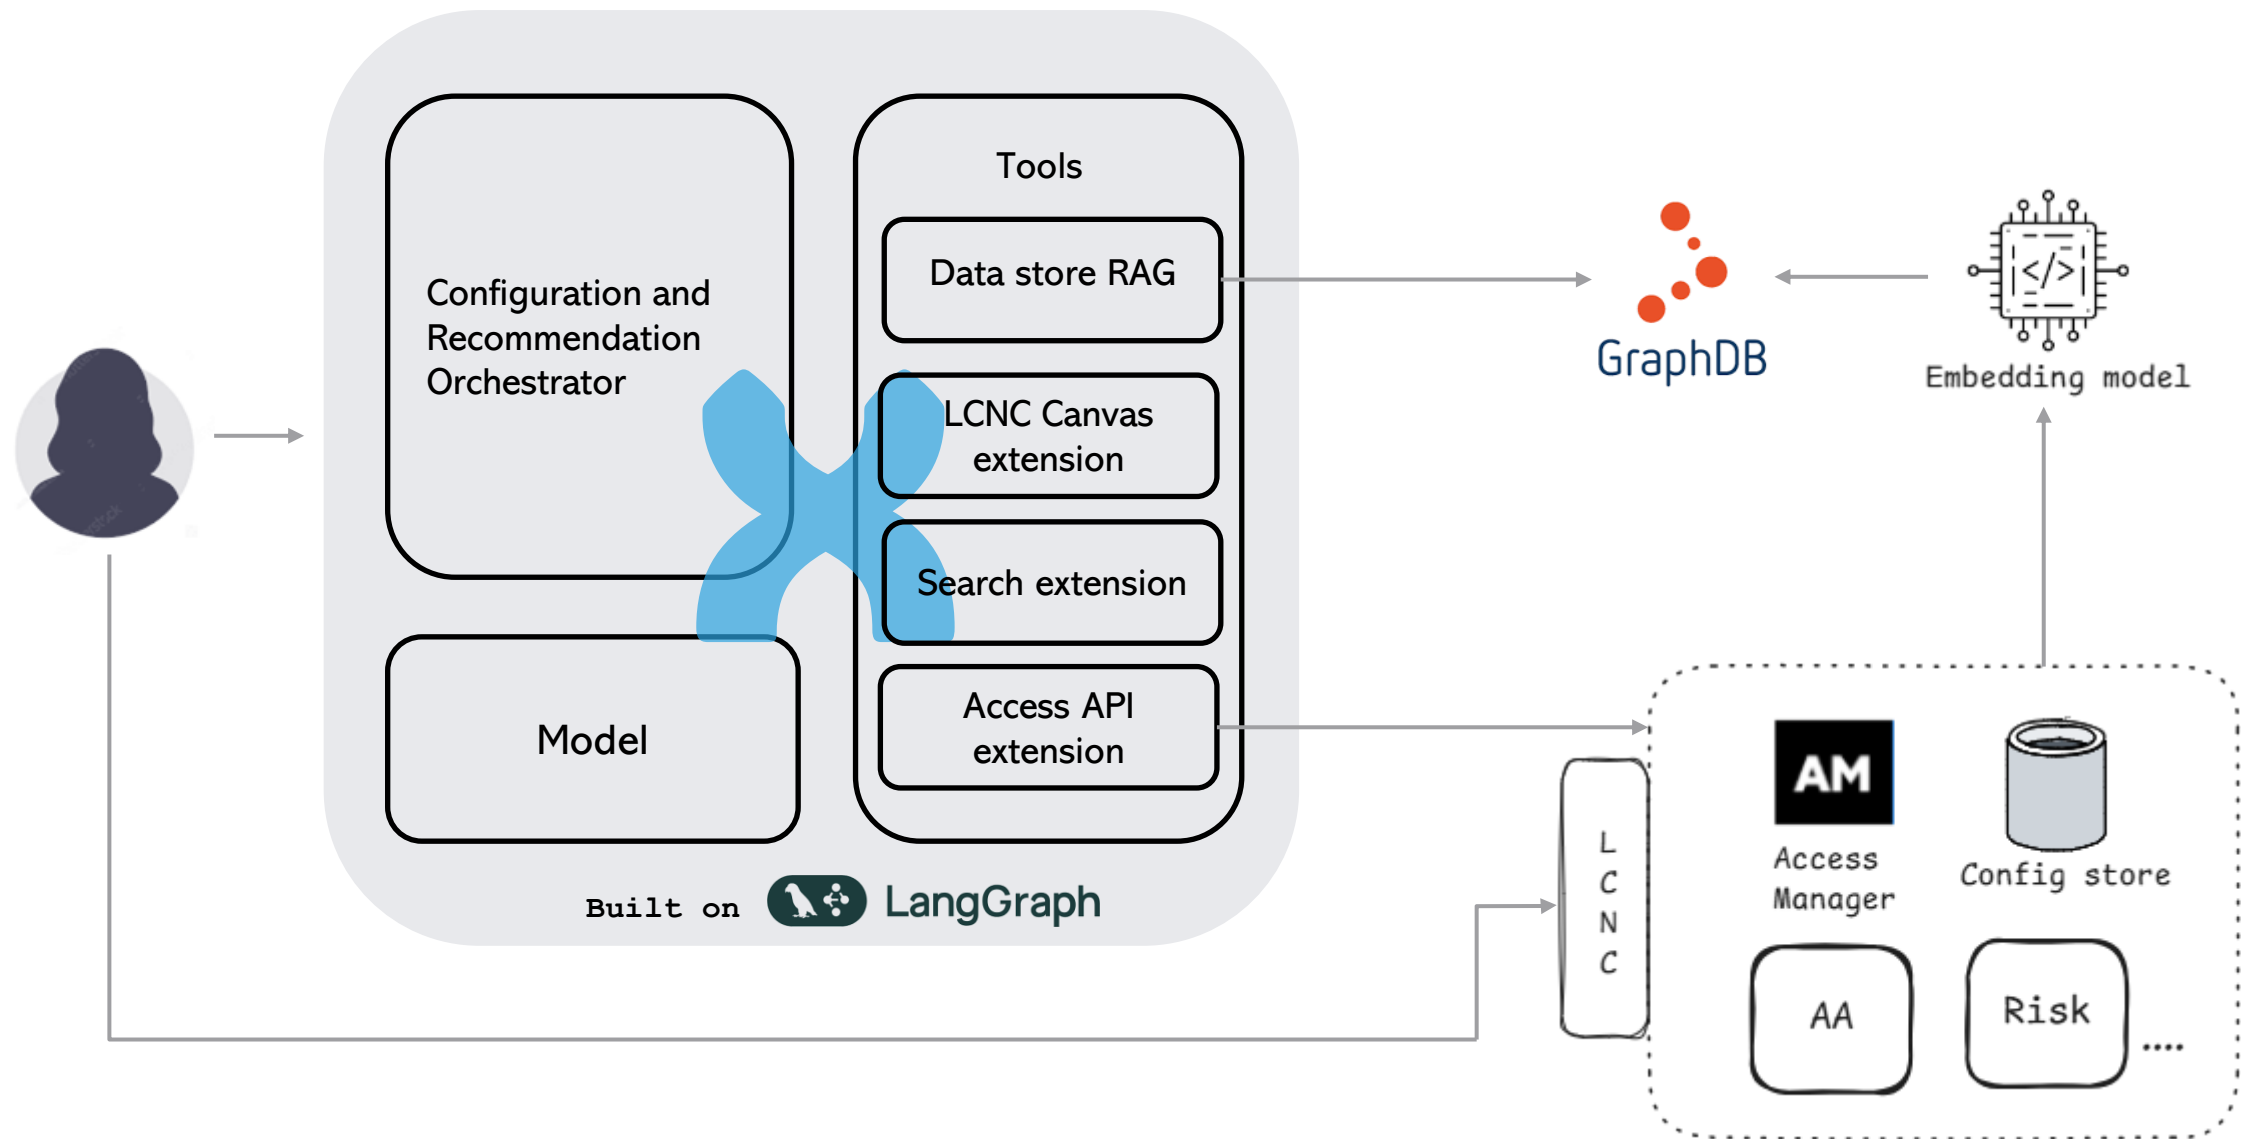 Tools
Data store RAG
Configuration and
Recommendation
Orchestrator
LCNC Canvas
extension
Search extension
Access API
extension
Model
Built on LangGraph
GraphDB
</>
Embedding model
L
C
N
C
AM
Access
Manager
Config store
AA
Risk
....